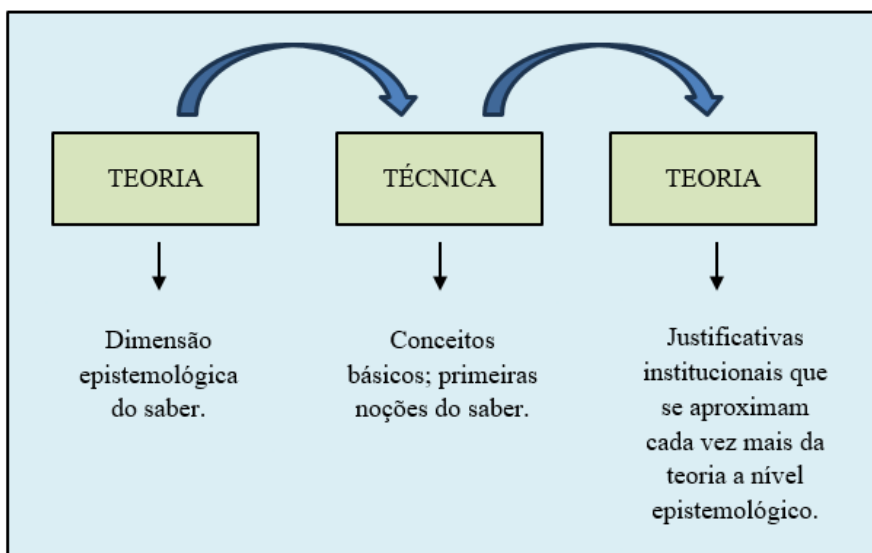 TEORIA
TÉCNICA
TEORIA
Dimensão
epistemológica
do saber.
Conceitos
básicos; primeiras
noções do saber.
Justificativas
institucionais que
se aproximam
cada vez mais da
teoria a nível
epistemológico.